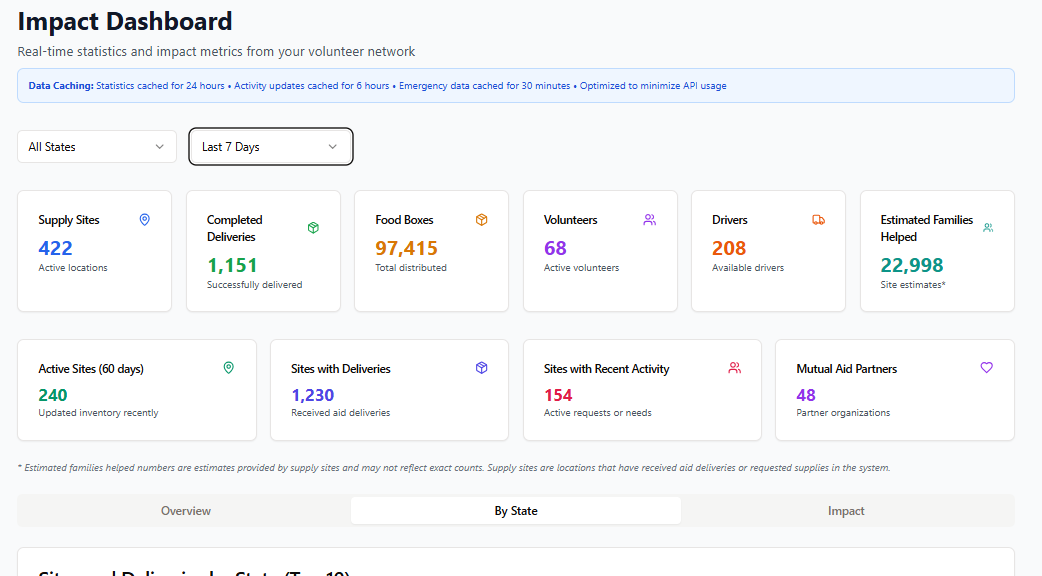 Impact Dashboard
Real-time statistics and impact metrics from your volunteer network
Data Caching: Statistics cached for 24 hours • Activity updates cached for 6 hours • Emergency data cached for 30 minutes • Optimized to minimize API usage
All States
Last 7 Days
Supply Sites
422
Active locations
Completed
Deliveries
1,151
Successfully delivered
Food Boxes
97,415
Total distributed
Volunteers
68
Active volunteers
Drivers
208
Available drivers
Estimated Families
Helped
22,998
Site estimates*
Active Sites (60 days)
240
Updated inventory recently
Sites with Deliveries
1,230
Received aid deliveries
Sites with Recent Activity
154
Active requests or needs
Mutual Aid Partners
48
Partner organizations
* Estimated families helped numbers are estimates provided by supply sites and may not reflect exact counts. Supply sites are locations that have received aid deliveries or requested supplies in the system.
Overview
By State
Impact
Sites and Deliveries by State (Top 10)